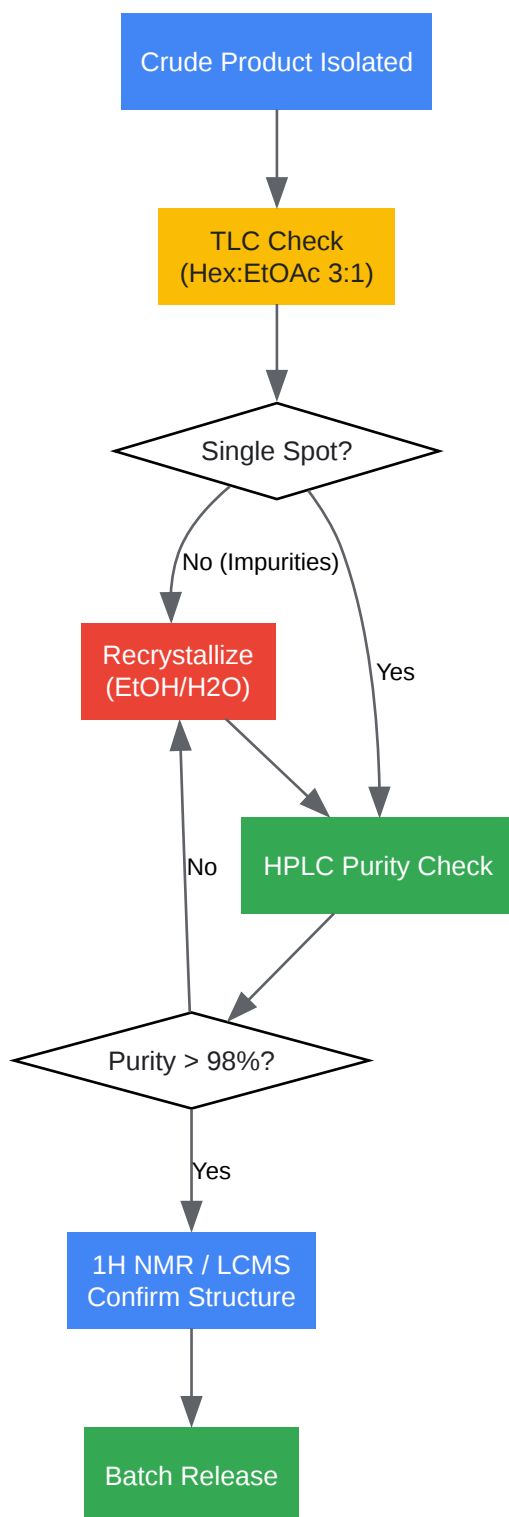 Crude Product Isolated
TLC Check
(Hex:EtOAc 3:1)
Single Spot?
No (Impurities)
Recrystallize
(EtOH/H2O)
Yes
HPLC Purity Check
No
Purity > 98%?
Yes
1H NMR / LCMS
Confirm Structure
Batch Release